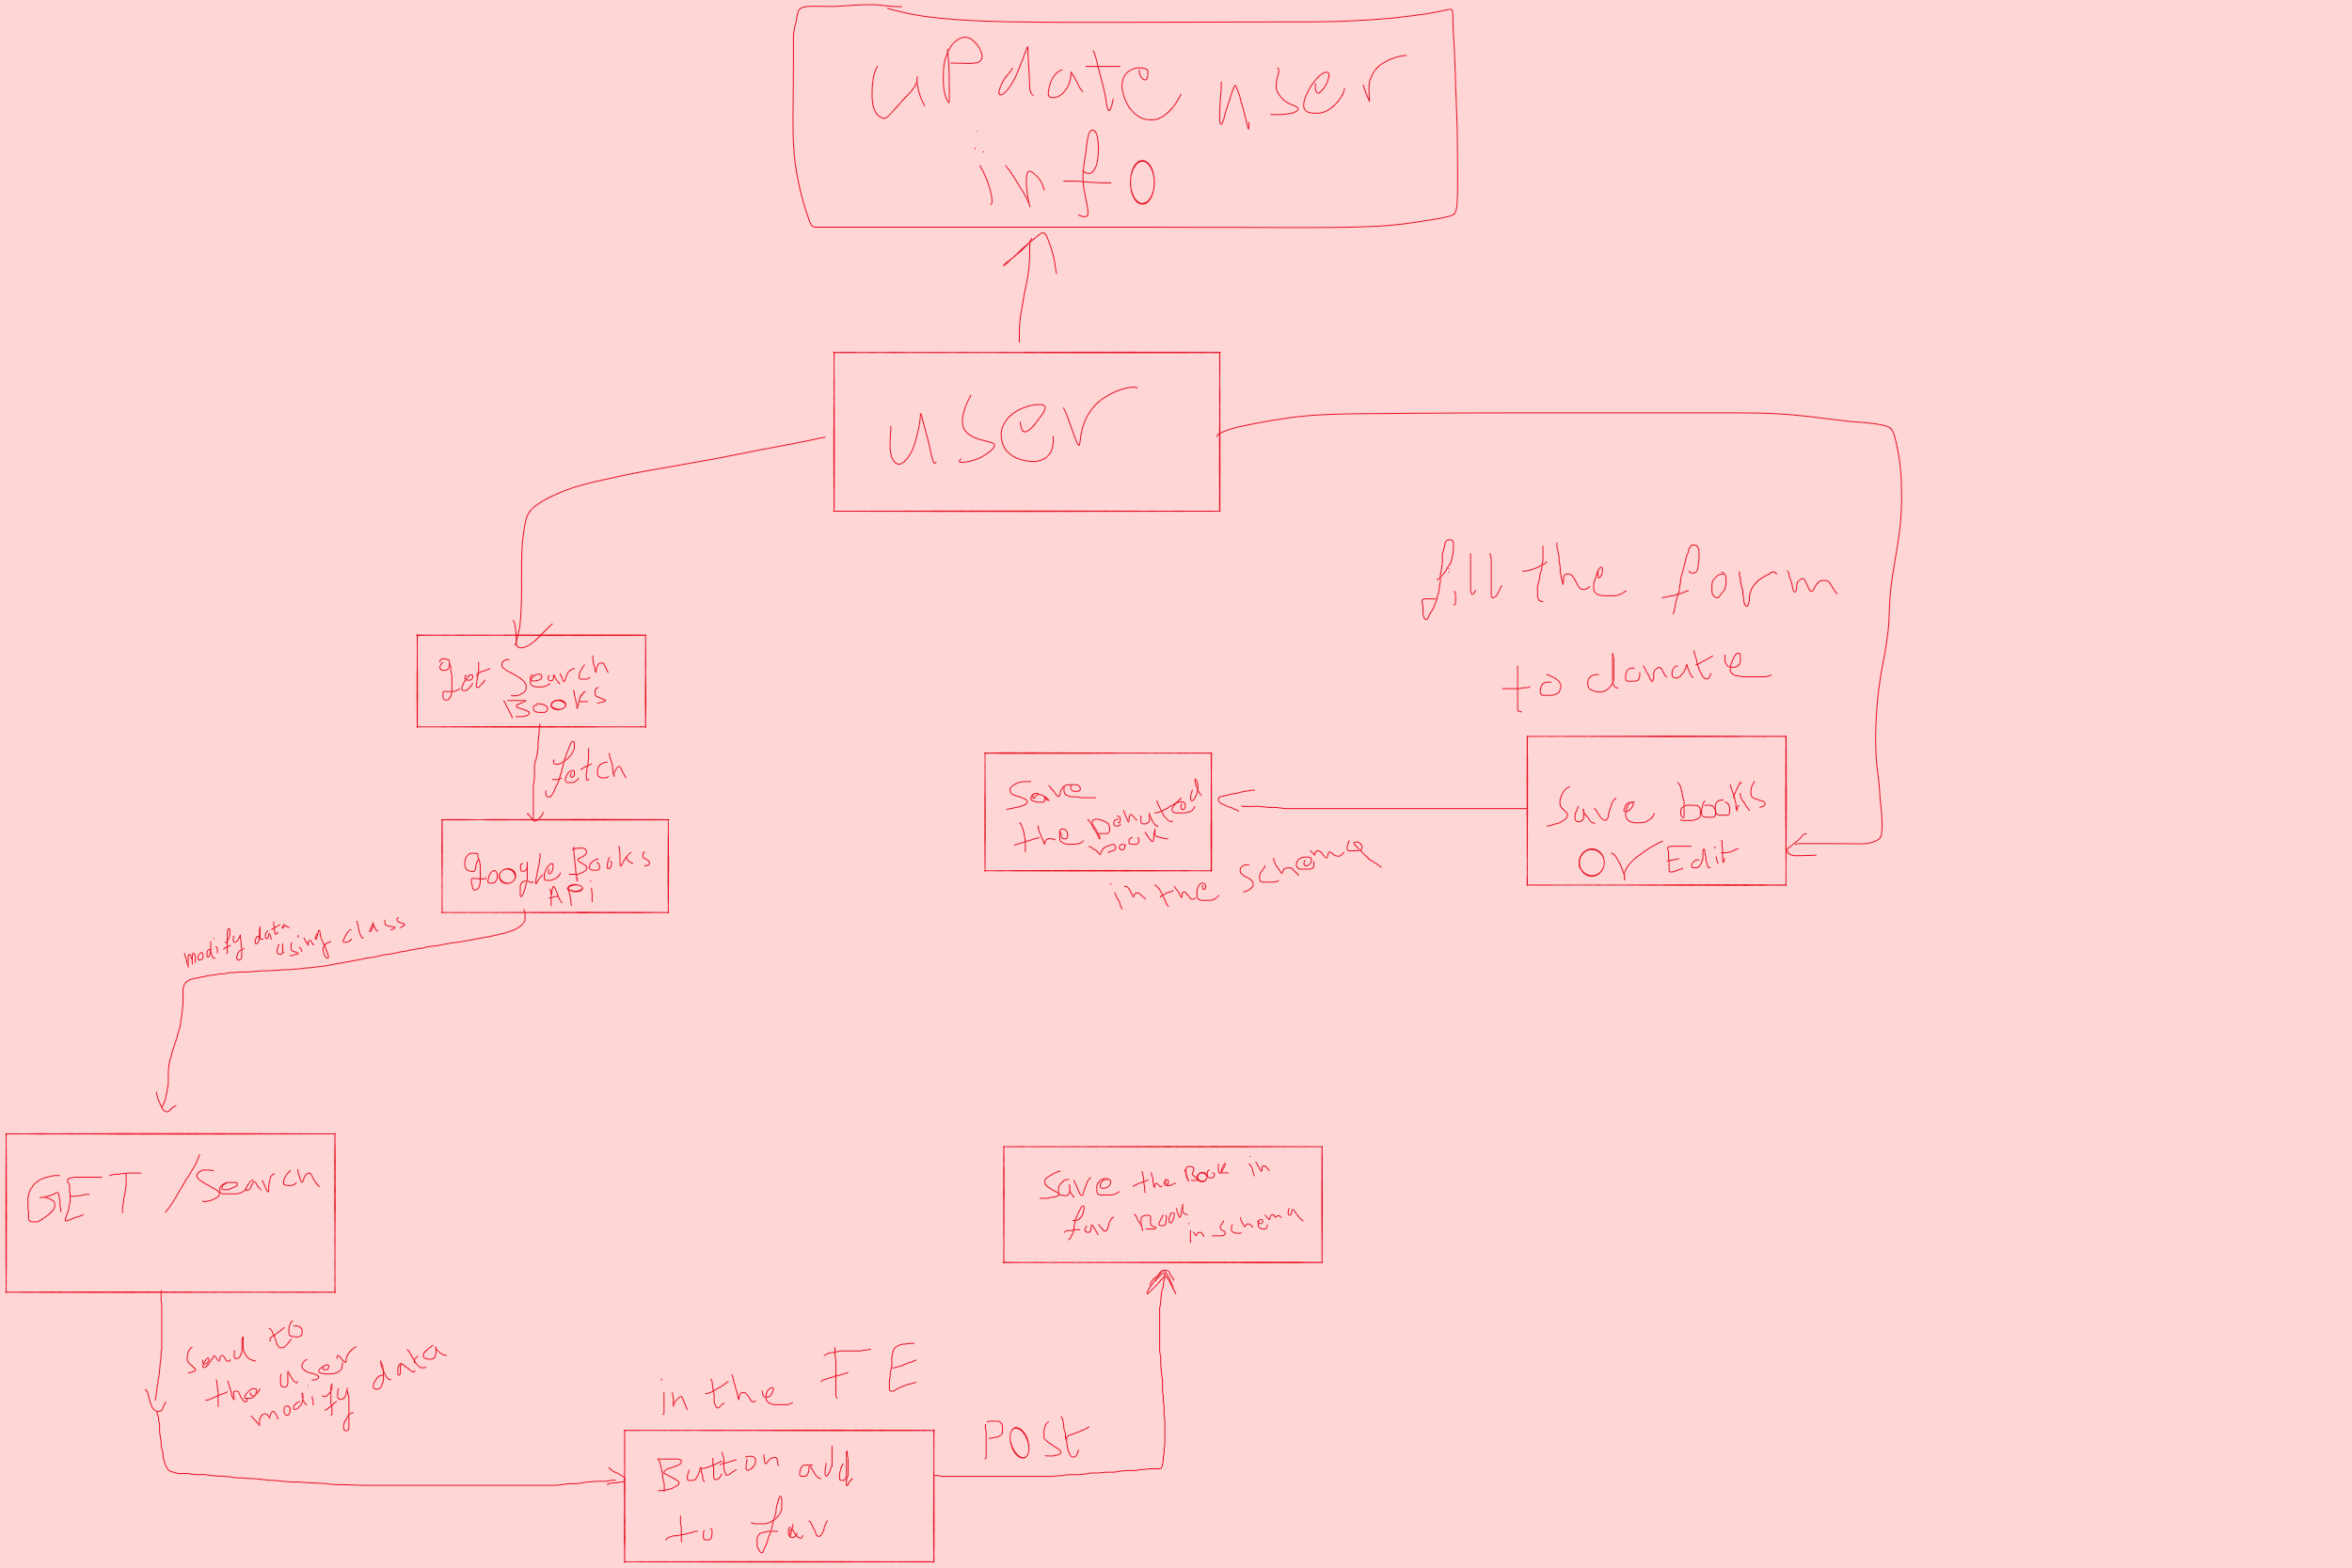 uPdate user
info
user
fill the form
to donate
get Search
Books
fetch
google Books
APi
modify data
using class
Save books
Or Edit
Save
the Donated
book
in the schema
GET /Search
Send to
the user
modify data
in the FE
Button add
to fav
POSt
Save the Book in
fav Book
in schema